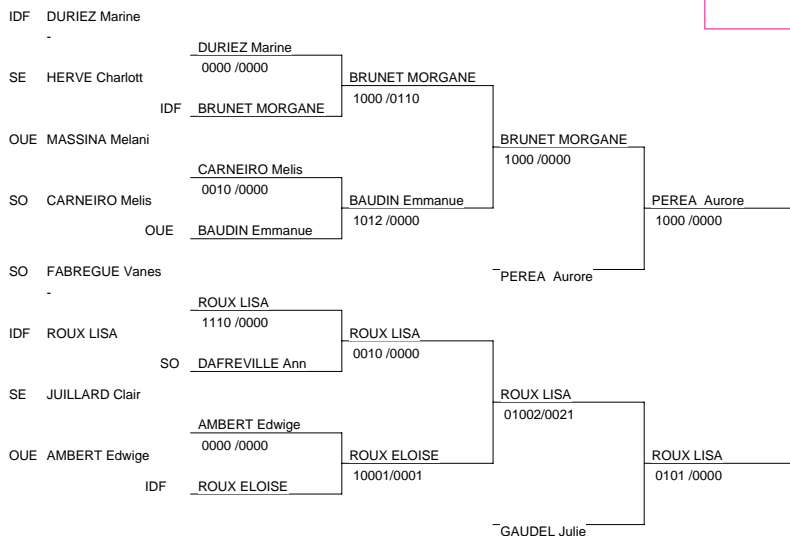 IDF DURIEZ Marine
-
DURIEZ Marine
0000 /0000
SE HERVE Charlott
BRUNET MORGANE
1000 /0110
IDF BRUNET MORGANE
OUE MASSINA Melani
BRUNET MORGANE
1000 /0000
CARNEIRO Melis
0010 /0000
SO CARNEIRO Melis
BAUDIN Emmanue
1012 /0000
PEREA Aurore
1000 /0000
OUE BAUDIN Emmanue
SO FABREGUE Vanes
-
PEREA Aurore
ROUX LISA
1110 /0000
IDF ROUX LISA
ROUX LISA
0010 /0000
SO DAFREVILLE Ann
SE JUILLARD Clair
ROUX LISA
01002/0021
AMBERT Edwige
0000 /0000
OUE AMBERT Edwige
ROUX ELOISE
10001/0001
ROUX LISA
0101 /0000
IDF ROUX ELOISE
GAUDEL Julie